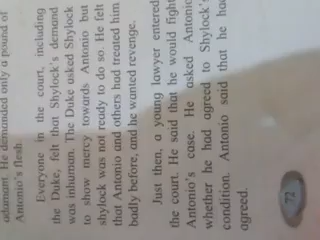 adamant. He demanded only a pound of
Antonio's flesh.
Everyone in the court, including
the Duke, felt that Shylock's demand
was inhuman. The Duke asked Shylock
to show mercy towards Antonio but
shylock was not ready to do so. He felt
that Antonio and others had treated him
badly before, and he wanted revenge.
Just then, a young lawyer entered
the court. He said that he would fight
Antonio's case. He asked Antonio
whether he had agreed to Shylock's
condition. Antonio said that he had
agreed.
72